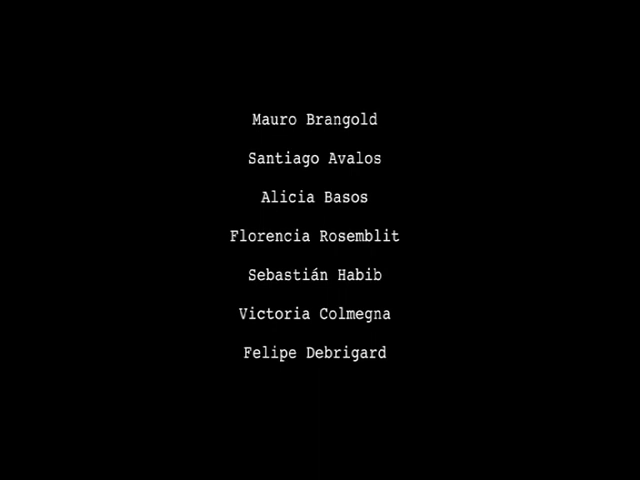 Mauro Brangold
Santiago Avalos
Alicia Basos
Florencia Rosemblit
Sebastián Habib
Victoria Colmegna
Felipe Debrigard